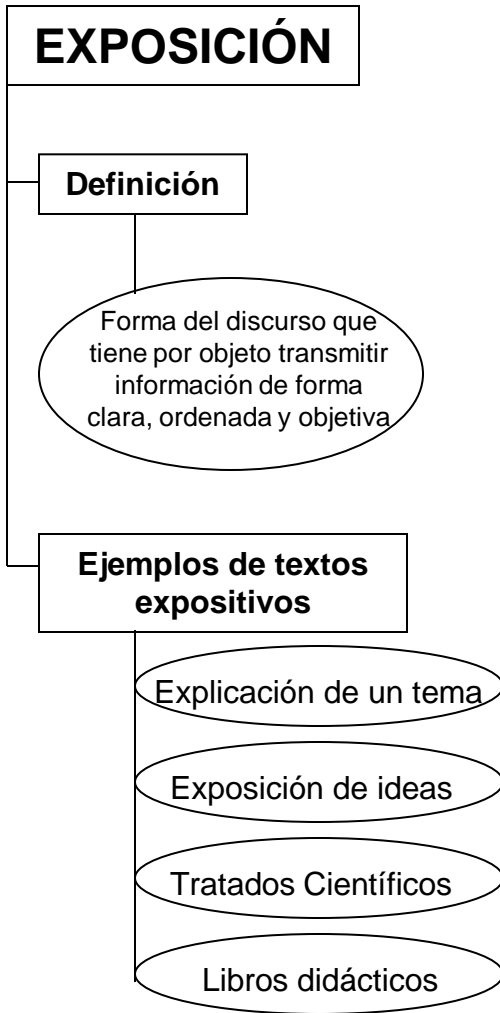 EXPOSICIÓN
Definición
Forma del discurso que
tiene por objeto transmitir
información de forma
clara, ordenada y objetiva
Ejemplos de textos
expositivos
Explicación de un tema
Exposición de ideas
Tratados Científicos
Libros didácticos